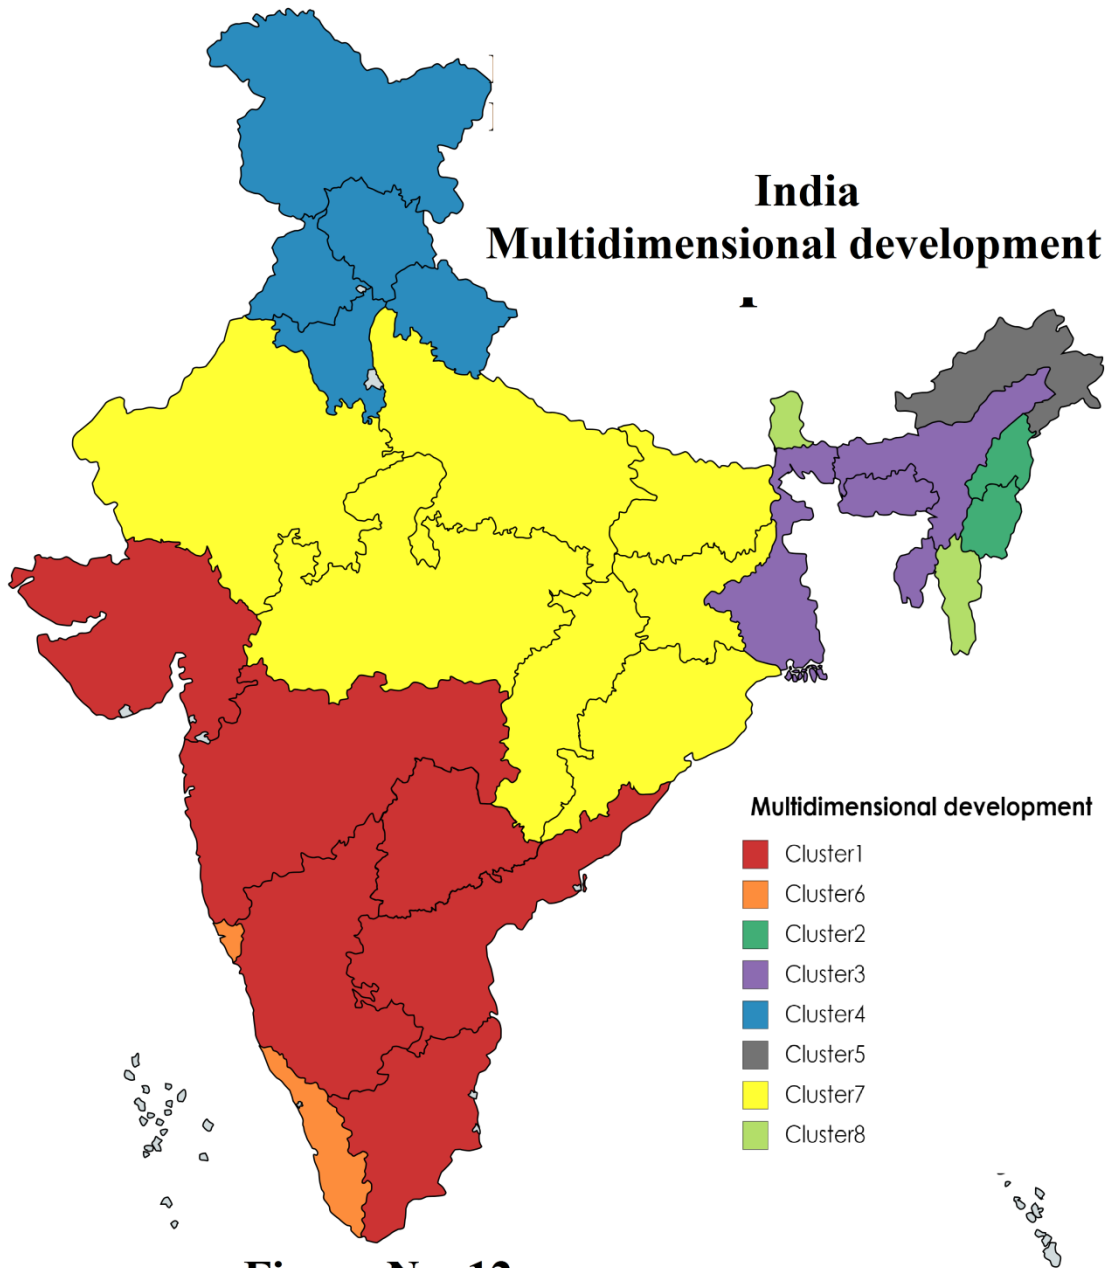 India
Multidimensional development
Multidimensional development
Cluster1
Cluster6
Cluster2
Cluster3
Cluster4
Cluster5
Cluster7
Cluster8